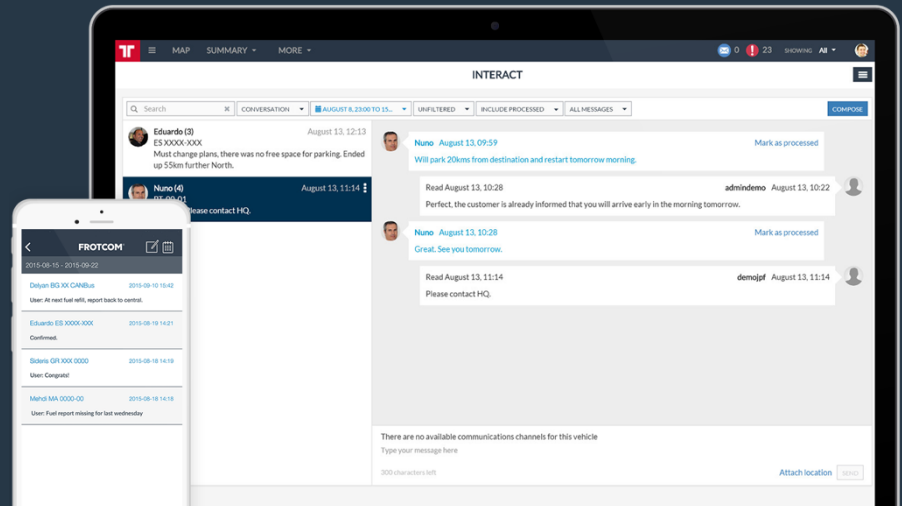 MAP SUMMARY MORE 0 23 SHOWING All
INTERACT
Search CONVERSATION AUGUST 8, 23:00 TO 15... UNFILTERED INCLUDE PROCESSED ALL MESSAGES COMPOSE
Eduardo (3) August 13, 12:13
ES XXXX-XXX
Must change plans, there was no free space for parking. Ended
up 55km further North.
Nuno (4) August 13, 11:14
lease contact HQ.
Nuno August 13, 09:59 Mark as processed
Will park 20kms from destination and restart tomorrow morning.
Read August 13, 10:28 admindemo August 13, 10:22
Perfect, the customer is already informed that you will arrive early in the morning tomorrow.
Nuno August 13, 10:28 Mark as processed
Great. See you tomorrow.
Read August 13, 11:14 demojpf August 13, 11:14
Please contact HQ.
There are no available communications channels for this vehicle
Type your message here
300 characters left Attach location SEND
FROTCOM
2015-08-15 - 2015-09-22
Delyan BG XX CANBus 2015-09-10 15:42
User: At next fuel refil, report back to central.
Eduardo ES XXXX-XXX 2015-08-19 14:21
Confirmed.
Sideris GR XXX 0000 2015-08-18 14:19
User: Congrats!
Mehdi MA 0000-00 2015-08-18 14:18
User: Fuel report missing for last wednesday